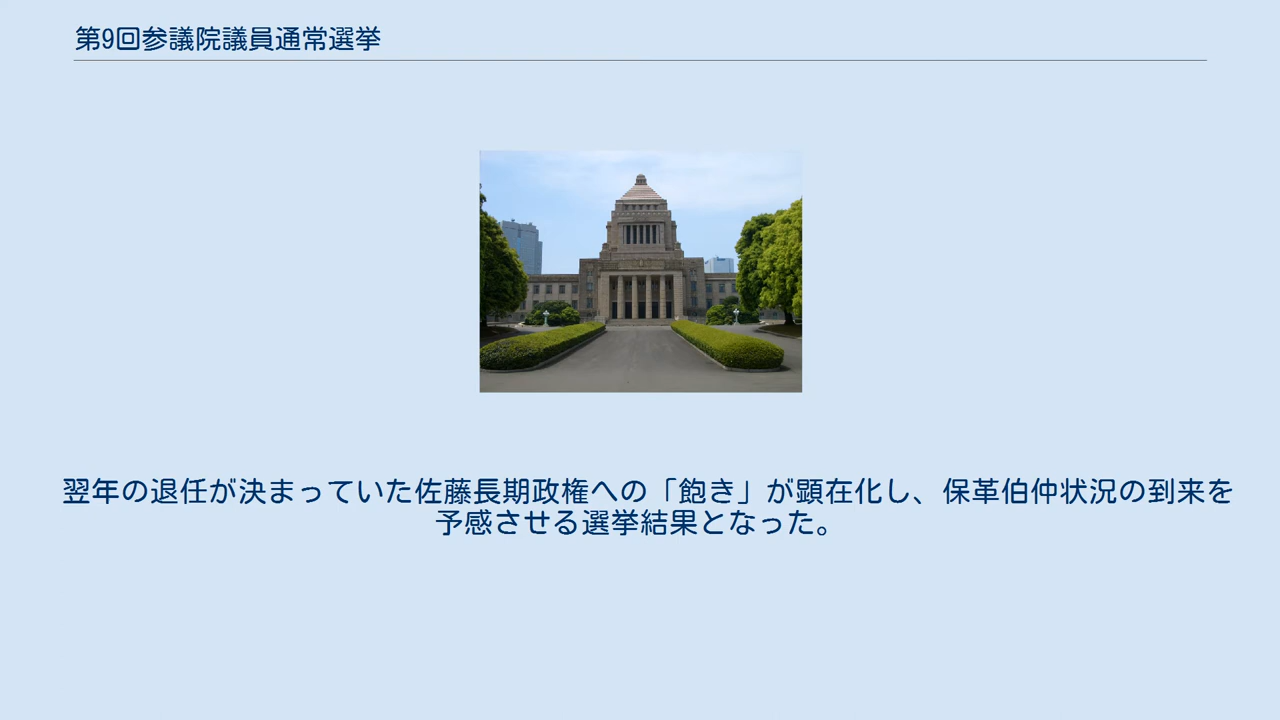 第9回参議院議員通常選挙
翌年の退任が決まっていた佐藤長期政権への「飽き」が顕在化し、保革伯仲状況の到来を
予感させる選挙結果となった。